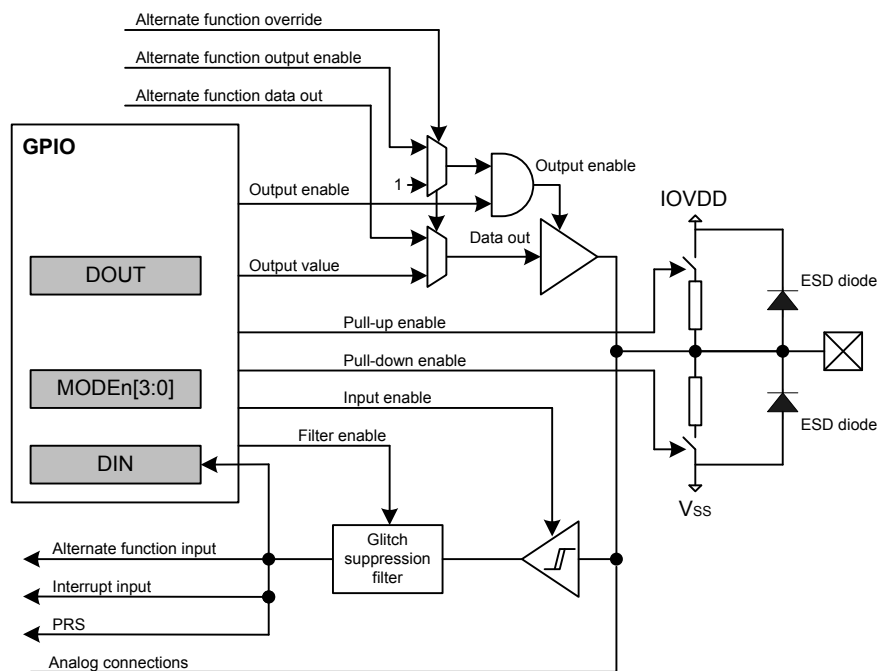 Alternate function override
Alternate function output enable
Alternate function data out
GPIO
Output enable
1
Output enable
IOVDD
Data out
DOUT
Output value
ESD diode
Pull-up enable
Pull-down enable
MODEn[3:0]
Input enable
ESD diode
Filter enable
DIN
VSS
Glitch
suppression
filter
Alternate function input
Interrupt input
PRS
Analog connections